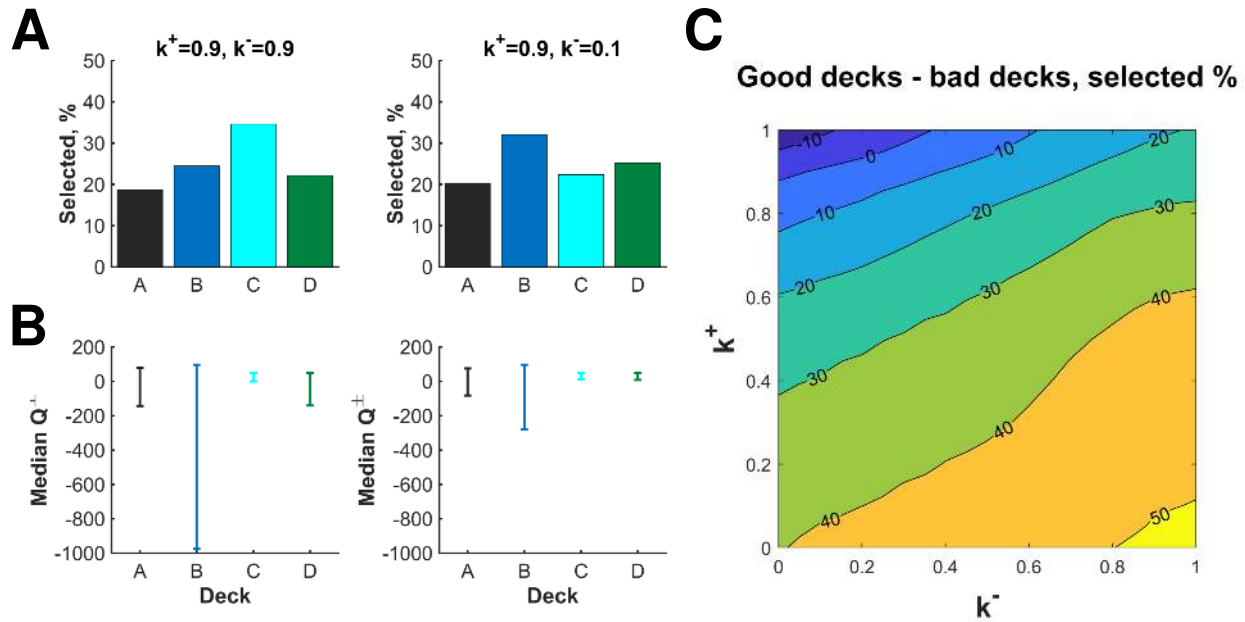 A
k+=0.9, k-=0.9
50
40
30
20
10
0
Selected, %
A B C D
k+=0.9, k-=0.1
50
40
30
20
10
0
Selected, %
A B C D
B
200
0
-200
-400
-600
-800
-1000
Median Q
A B C D
Deck
200
0
-200
-400
-600
-800
-1000
Median Q±
A B C D
Deck
C
Good decks - bad decks, selected %
1
0.8
0.6
0.4
0.2
0
k+
0 0.2 0.4 0.6 0.8 1
k-
-10
0
10
20
10
20
30
20
30
40
30
40
40
50